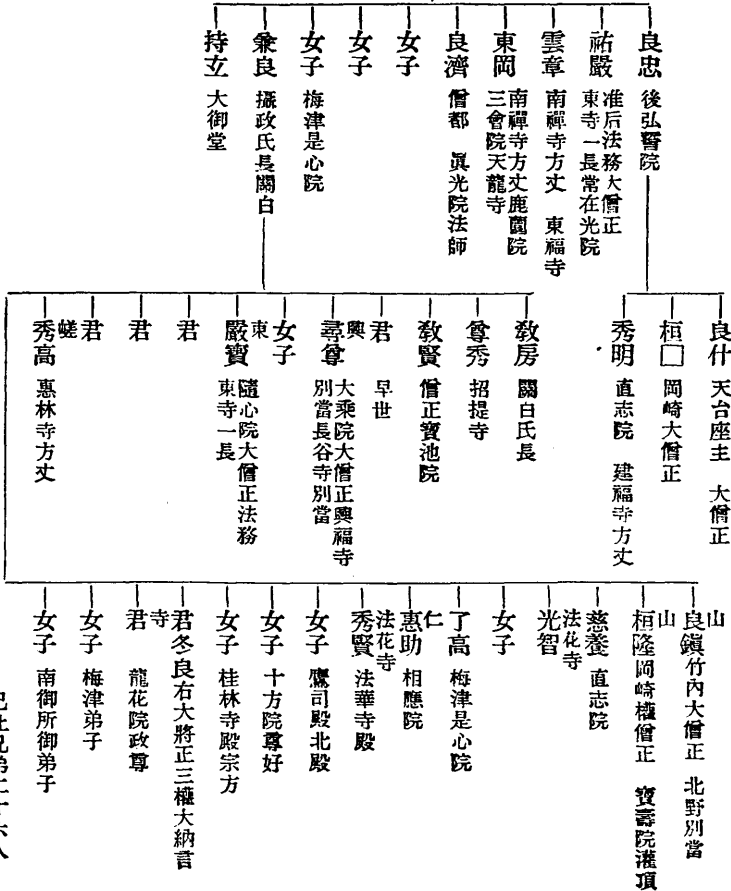 良忠 後弘誓院
祐嚴 准后法務大僧正
東寺一長常在光院
雲章 南禪寺方丈 東福寺
東岡 南禪寺方丈鹿薗院
三會院天龍寺
良濟 僧都 眞光院法師
女子
女子
女子 梅津是心院
兼良 攝政氏長關白
持立 大御堂
良什 天台座主 大僧正
桓□ 岡崎大僧正
秀明 直志院 建福寺方丈
敎房 關白氏長
尊秀 招提寺
敎賢 僧正寶池院
君 早世
興
尋尊 大乘院大僧正興福寺
別當長谷寺別當
女子
東
嚴寶 隨心院大僧正法務
東寺一長
君
君
君
嵯
秀高 惠林寺方丈
山
良鎭 竹內大僧正 北野別當
山
桓隆 岡崎權僧正 寶壽院灌頂
慈養 直志院
法花寺
光智
女子
了高 梅津是心院
仁
惠助 相應院
法花寺
秀賢 法華寺殿
女子 鷹司殿北殿
女子 十方院尊好
女子 桂林寺殿宗方
君 冬良右大將正三權大納言
寺
君 龍花院政尊
女子 梅津弟子
女子 南御所御弟子